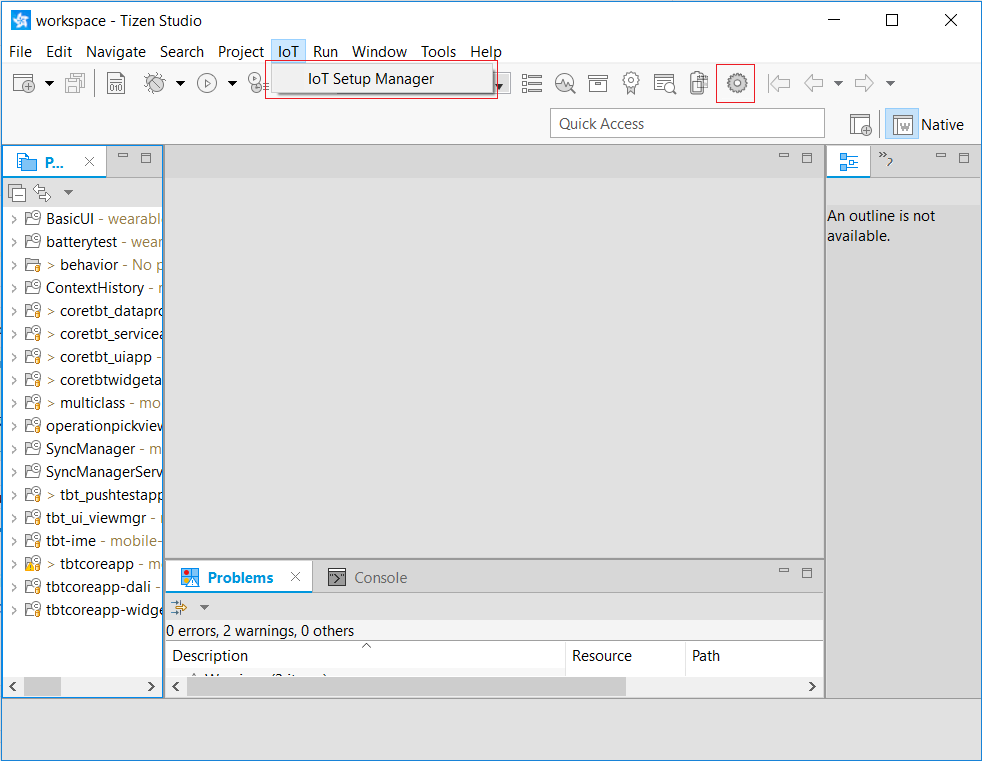 workspace - Tizen Studio
File Edit Navigate Search Project IoT Run Window Tools Help
IoT Setup Manager
010
Quick Access
W Native
P...
BasicUI - wearabl
batterytest - wear
> behavior - No p
ContextHistory -
> coretbt_datapro
> coretbt_servicea
> coretbt_uiapp -
> coretbtwidgeta
> multiclass - mo
operationpickview
SyncManager - m
SyncManagerServ
> tbt_pushtestapp
tbt_ui_viewmgr -
tbt-ime - mobile-
> tbtcoreapp - m
tbtcoreapp-dali -
tbtcoreapp-widge
»2
An outline is not
available.
Problems Console
0 errors, 2 warnings, 0 others
Description Resource Path